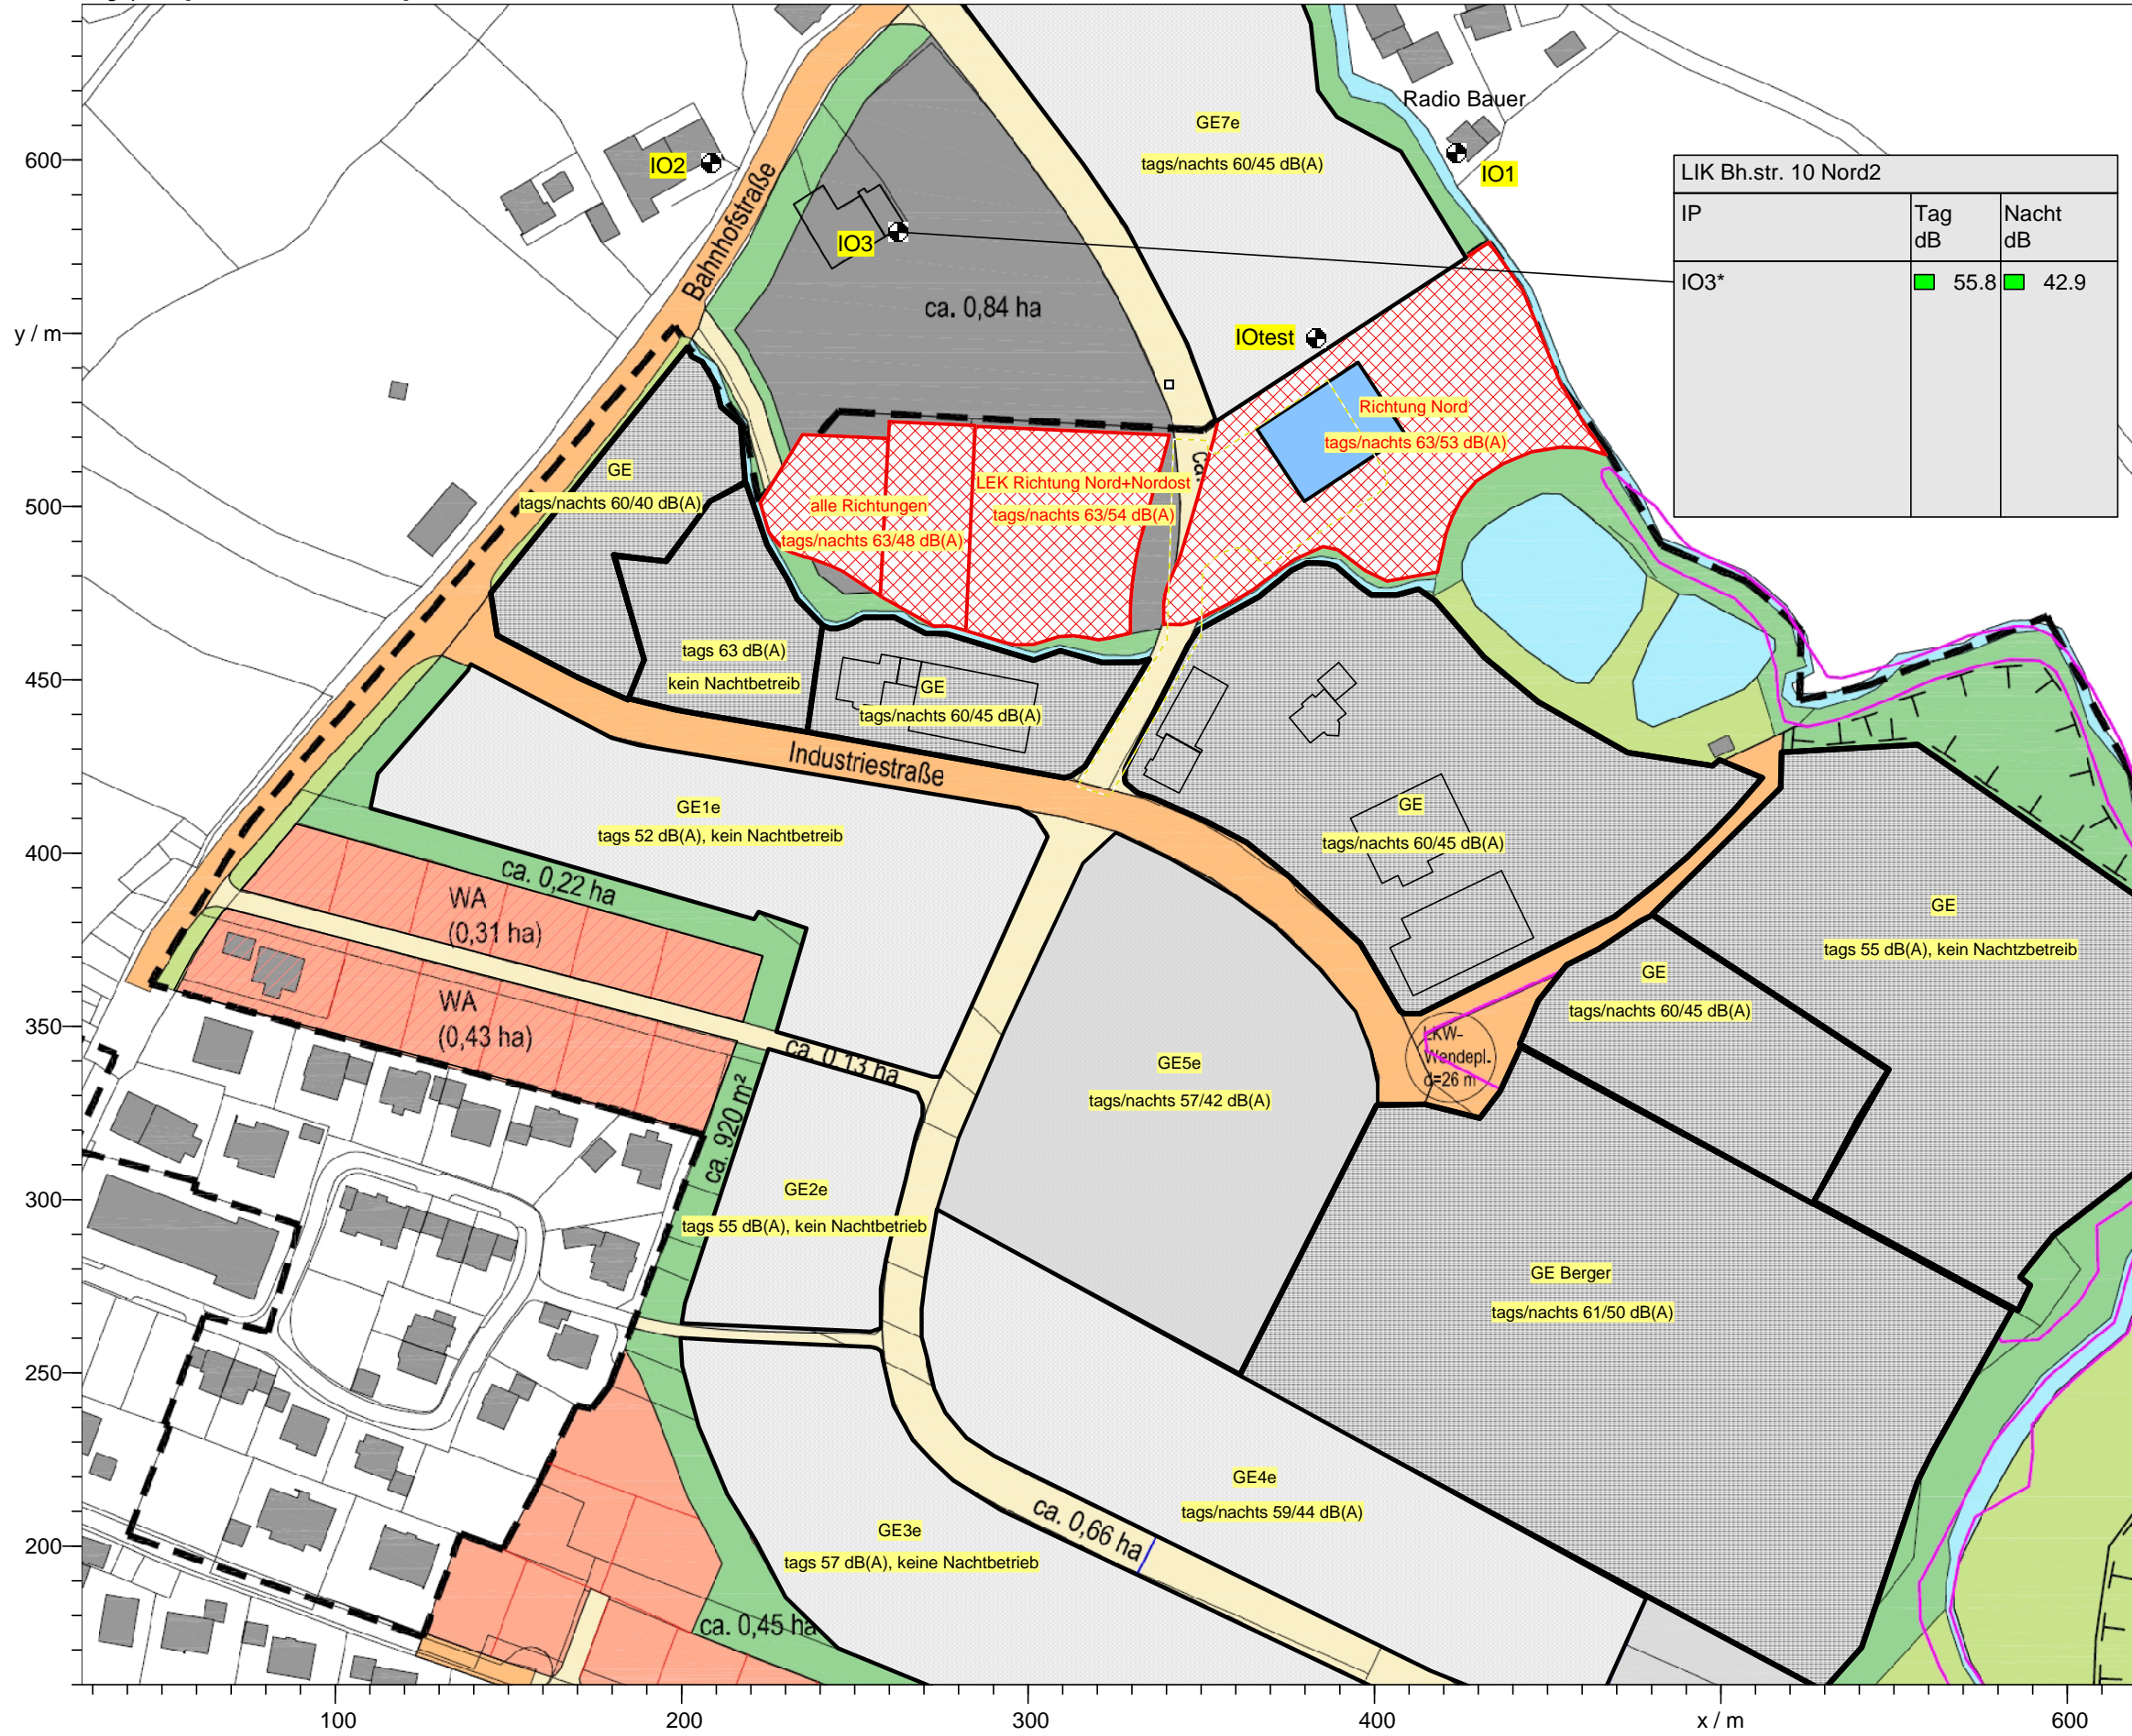 Radio Bauer
GE7e
tags/nachts 60/45 dB(A)
IO2
IO1
Bahnhofstraße
LIK Bh.str. 10 Nord2
IP
Tag
dB
Nacht
dB
IO3*
55.8
42.9
IO3
ca. 0,84 ha
IOtest
Richtung Nord
tags/nachts 63/53 dB(A)
GE
tags/nachts 60/40 dB(A)
LEK Richtung Nord+Nordost
tags/nachts 63/54 dB(A)
alle Richtungen
tags/nachts 63/48 dB(A)
ca.
tags 63 dB(A)
kein Nachtbetreib
GE
tags/nachts 60/45 dB(A)
Industriestraße
GE1e
tags 52 dB(A), kein Nachtbetreib
GE
tags/nachts 60/45 dB(A)
ca. 0,22 ha
WA
(0,31 ha)
WA
(0,43 ha)
GE
tags 55 dB(A), kein Nachtzbetreib
GE
tags/nachts 60/45 dB(A)
LKW-
Wendepl.
d=26 m
ca. 0,13 ha
GE5e
tags/nachts 57/42 dB(A)
ca. 920 m²
GE2e
tags 55 dB(A), kein Nachtbetrieb
GE Berger
tags/nachts 61/50 dB(A)
GE4e
tags/nachts 59/44 dB(A)
ca. 0,66 ha
GE3e
tags 57 dB(A), keine Nachtbetrieb
ca. 0,45 ha
600
y / m
500
450
400
350
300
250
200
100
200
300
400
x / m
600